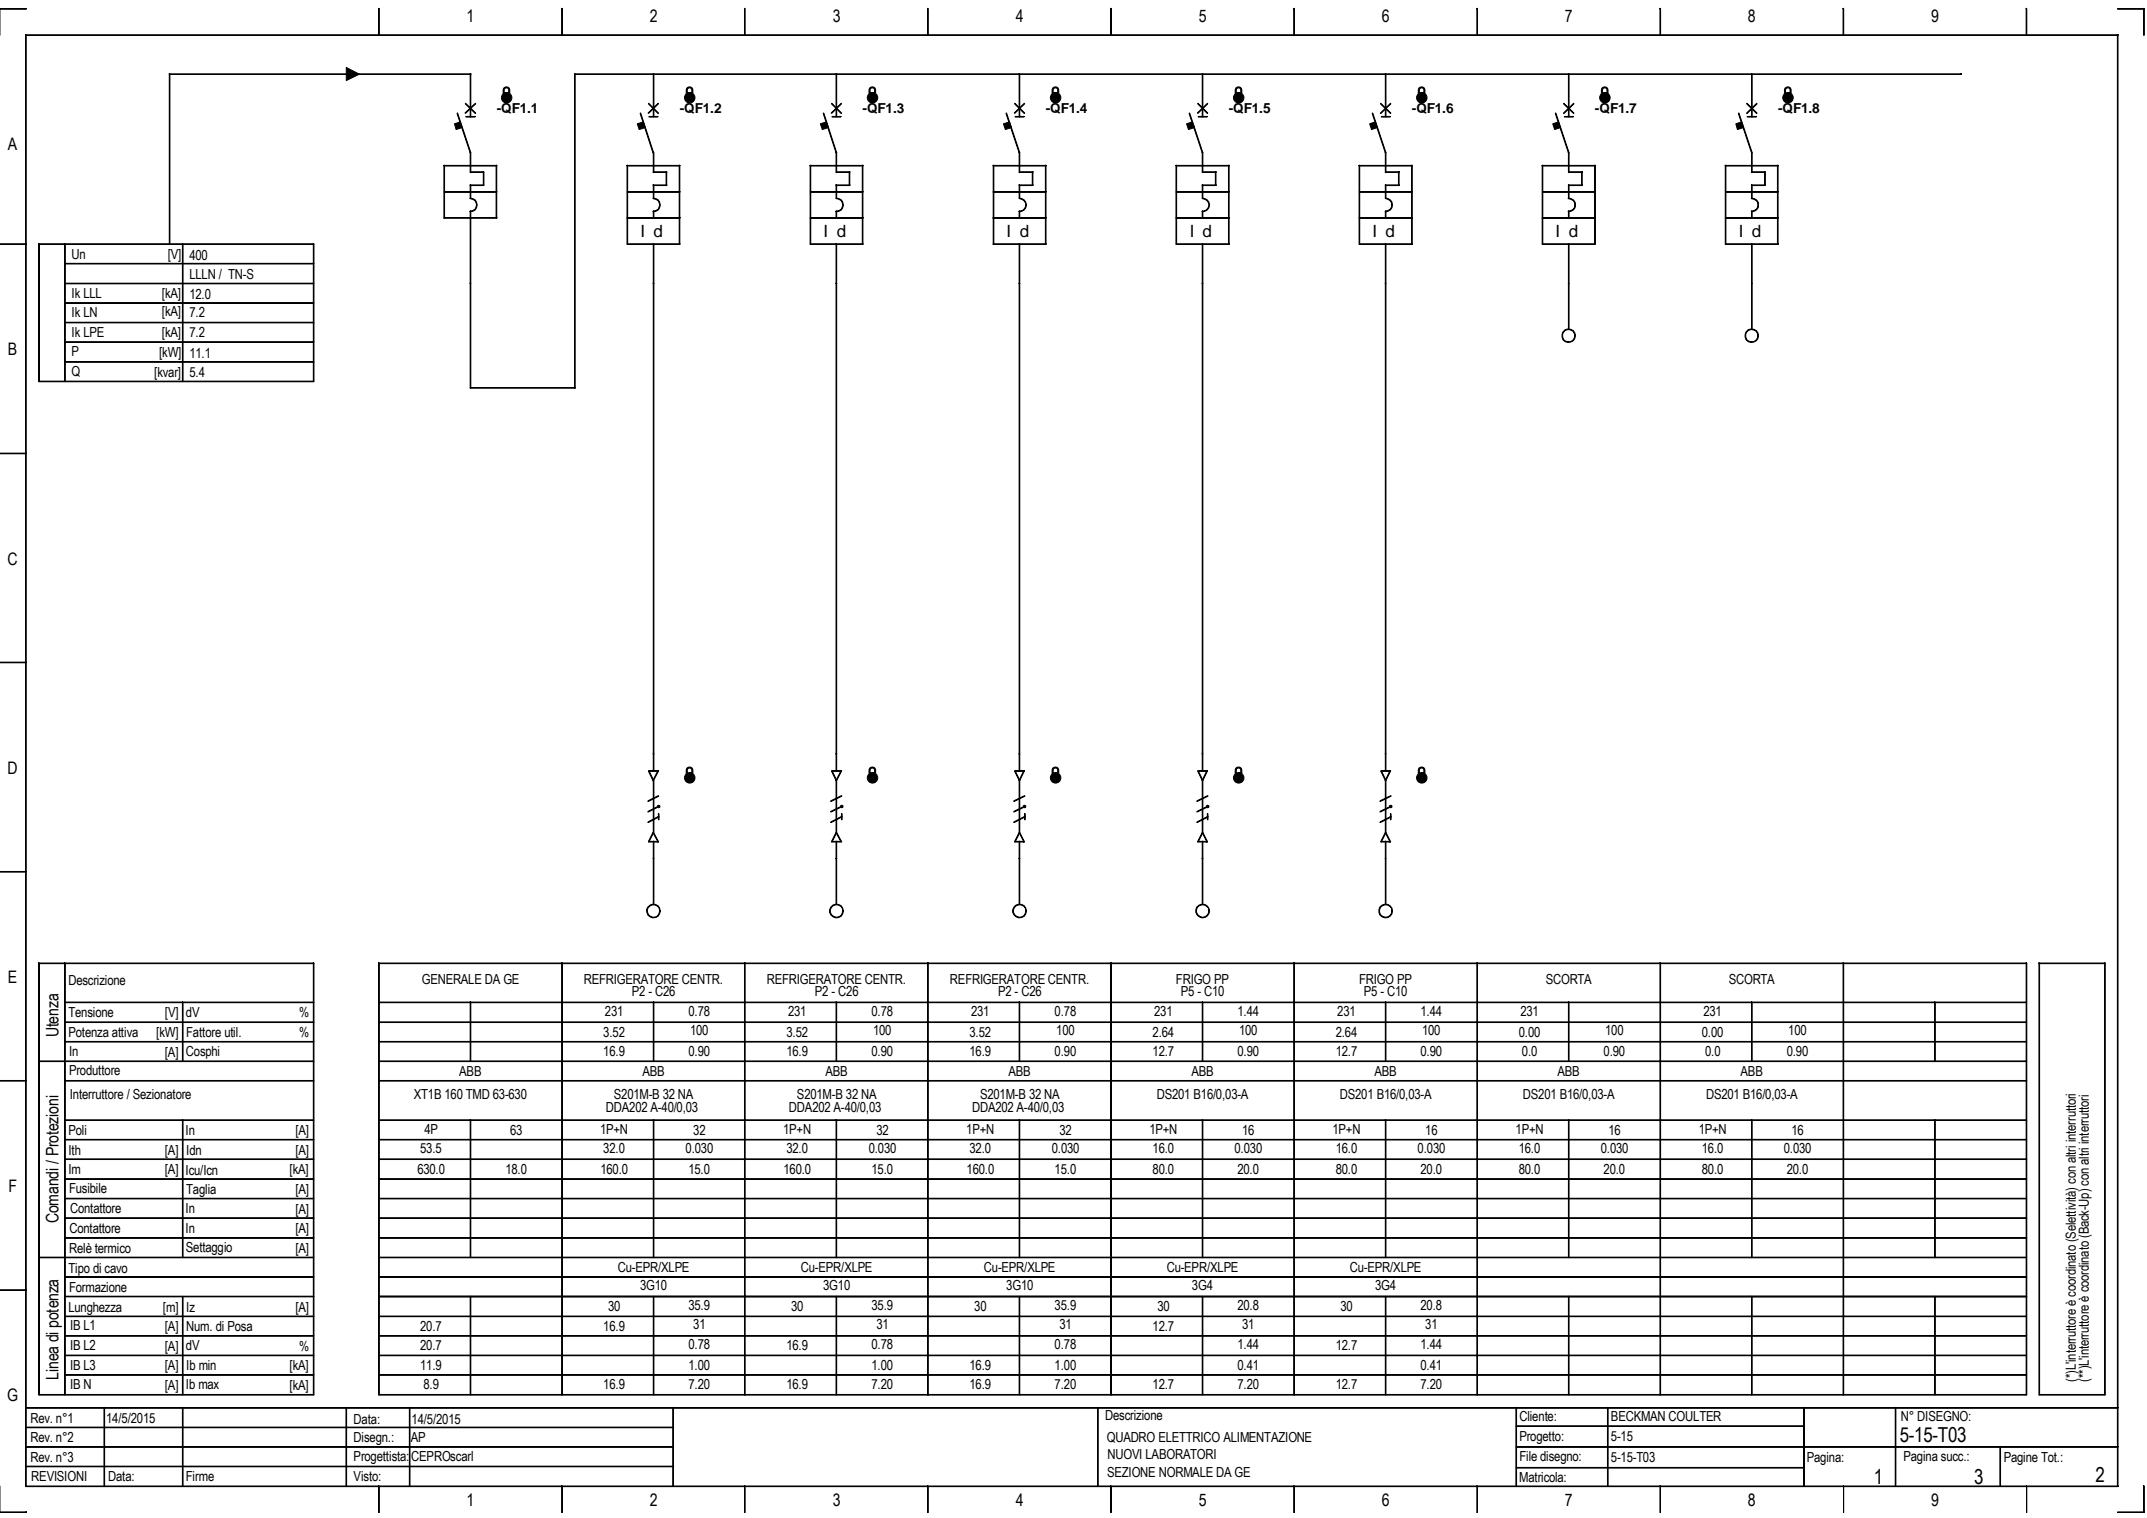 1 2 3 4 5 6 7 8 9
A
B
C
D
E
F
G
-QF1.1 -QF1.2 -QF1.3 -QF1.4 -QF1.5 -QF1.6 -QF1.7 -QF1.8
I d I d I d I d I d I d I d
Un [V] 400
LLLN / TN-S
Ik LLL [kA] 12.0
Ik LN [kA] 7.2
Ik LPE [kA] 7.2
P [kW] 11.1
Q [kvar] 5.4
Utenza
Descrizione GENERALE DA GE REFRIGERATORE CENTR. REFRIGERATORE CENTR. REFRIGERATORE CENTR. FRIGO PP FRIGO PP SCORTA SCORTA
P2 - C26 P2 - C26 P2 - C26 P5 - C10 P5 - C10
Tensione [V] dV % 231 0.78 231 0.78 231 0.78 231 1.44 231 1.44 231 231
Potenza attiva [kW] Fattore util. % 3.52 100 3.52 100 3.52 100 2.64 100 2.64 100 0.00 100 0.00 100
In [A] Cosphi 16.9 0.90 16.9 0.90 16.9 0.90 12.7 0.90 12.7 0.90 0.0 0.90 0.0 0.90
Comandi / Protezioni
Produttore ABB ABB ABB ABB ABB ABB ABB ABB
Interruttore / Sezionatore XT1B 160 TMD 63-630 S201M-B 32 NA S201M-B 32 NA S201M-B 32 NA DS201 B16/0,03-A DS201 B16/0,03-A DS201 B16/0,03-A DS201 B16/0,03-A
DDA202 A-40/0,03 DDA202 A-40/0,03 DDA202 A-40/0,03
Poli In [A] 4P 63 1P+N 32 1P+N 32 1P+N 32 1P+N 16 1P+N 16 1P+N 16 1P+N 16
Ith [A] Idn [A] 53.5 32.0 0.030 32.0 0.030 32.0 0.030 16.0 0.030 16.0 0.030 16.0 0.030 16.0 0.030
Im [A] Icu/Icn [kA] 630.0 18.0 160.0 15.0 160.0 15.0 160.0 15.0 80.0 20.0 80.0 20.0 80.0 20.0 80.0 20.0
Fusibile Taglia [A]
Contattore In [A]
Contattore In [A]
Relè termico Settaggio [A]
Linea di potenza
Tipo di cavo Cu-EPR/XLPE Cu-EPR/XLPE Cu-EPR/XLPE Cu-EPR/XLPE Cu-EPR/XLPE
Formazione 3G10 3G10 3G10 3G4 3G4
Lunghezza [m] Iz [A] 30 35.9 30 35.9 30 35.9 30 20.8 30 20.8
IB L1 [A] Num. di Posa 20.7 16.9 31 31 31 12.7 31 31
IB L2 [A] dV % 20.7 0.78 16.9 0.78 0.78 1.44 12.7 1.44
IB L3 [A] Ib min [kA] 11.9 1.00 1.00 16.9 1.00 0.41 0.41
IB N [A] Ib max [kA] 8.9 16.9 7.20 16.9 7.20 16.9 7.20 12.7 7.20 12.7 7.20
(*)L'interruttore è coordinato (Selettività) con altri interruttori
(**)L'interruttore è coordinato (Back-Up) con altri interruttori
Rev. n°1 14/5/2015
Rev. n°2
Rev. n°3
REVISIONI Data: Firme
Data: 14/5/2015
Disegn.: AP
Progettista: CEPROscarl
Visto:
Descrizione
QUADRO ELETTRICO ALIMENTAZIONE
NUOVI LABORATORI
SEZIONE NORMALE DA GE
Cliente: BECKMAN COULTER
Progetto: 5-15
File disegno: 5-15-T03
Matricola:
N° DISEGNO:
5-15-T03
Pagina: 1
Pagina succ.: 3
Pagine Tot.: 2
1 2 3 4 5 6 7 8 9